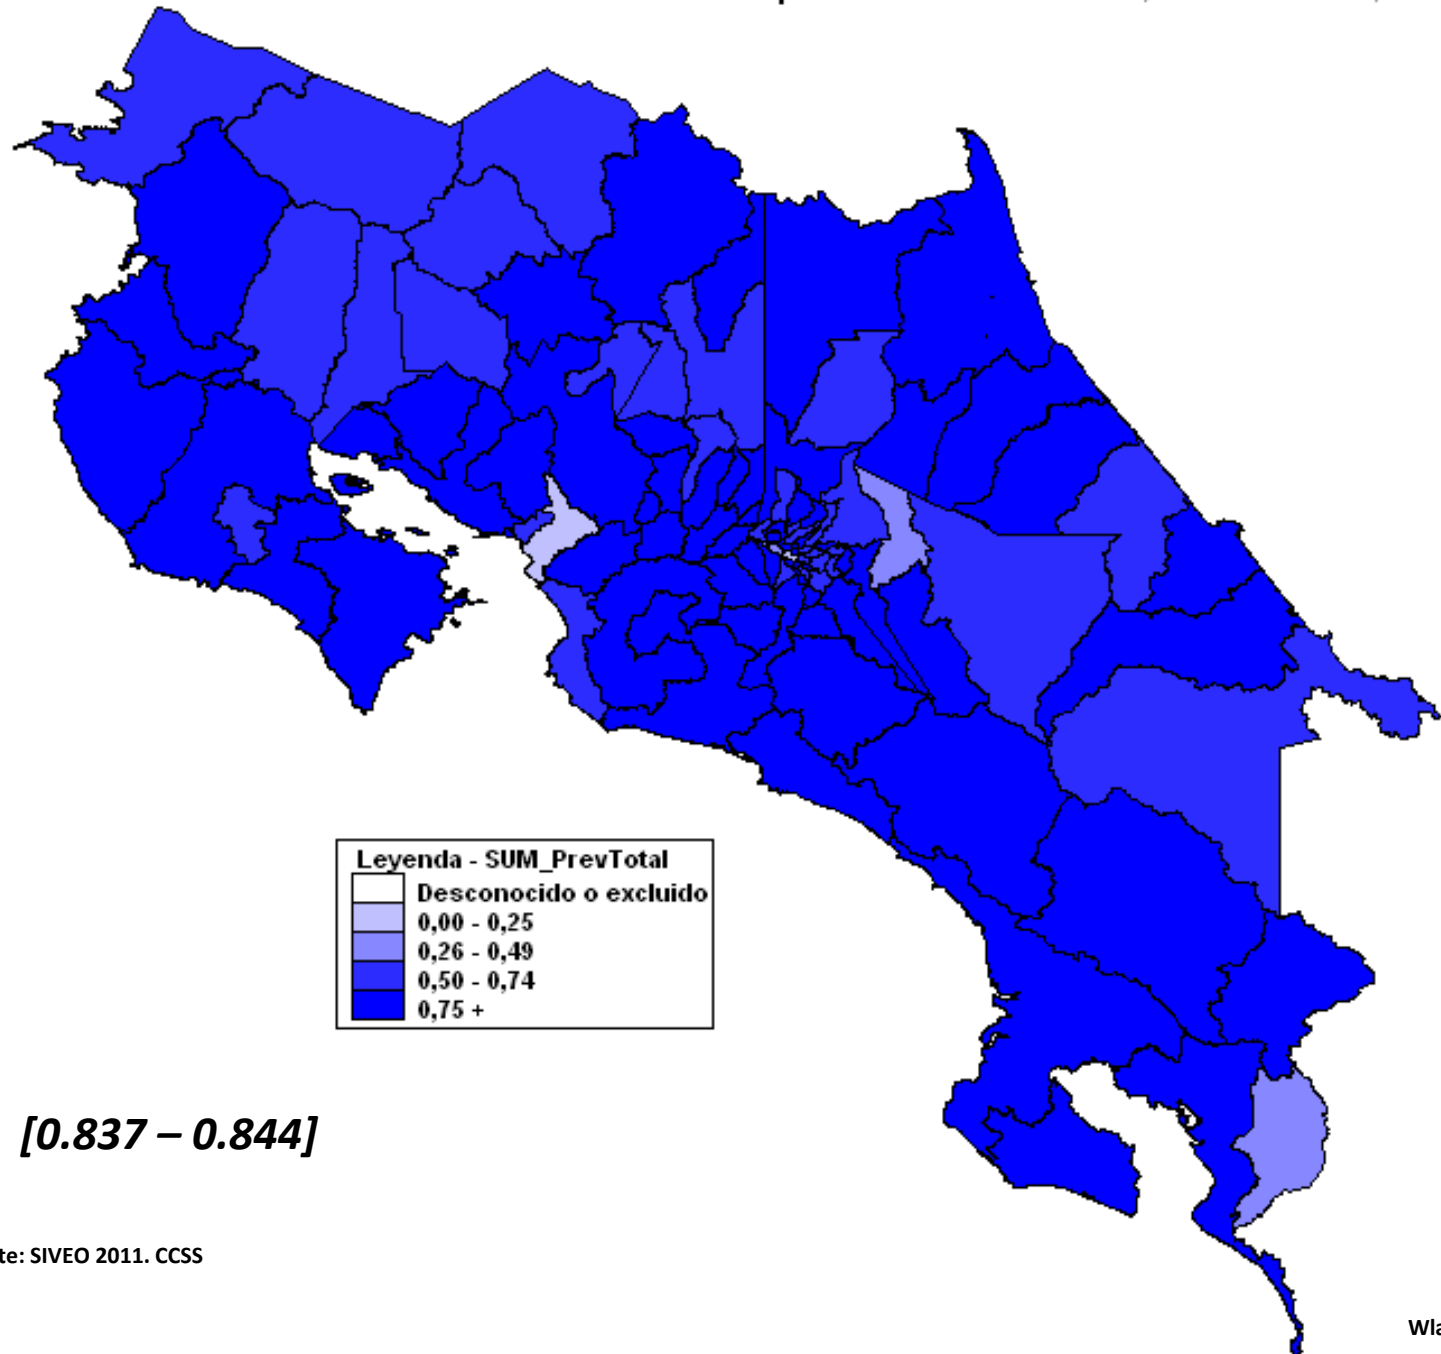 Leyenda - SUM_PrevTotal
Desconocido o excluido
0,00 - 0,25
0,26 - 0,49
0,50 - 0,74
0,75 +
[0.837 – 0.844]
te: SIVEO 2011. CCSS
Wla